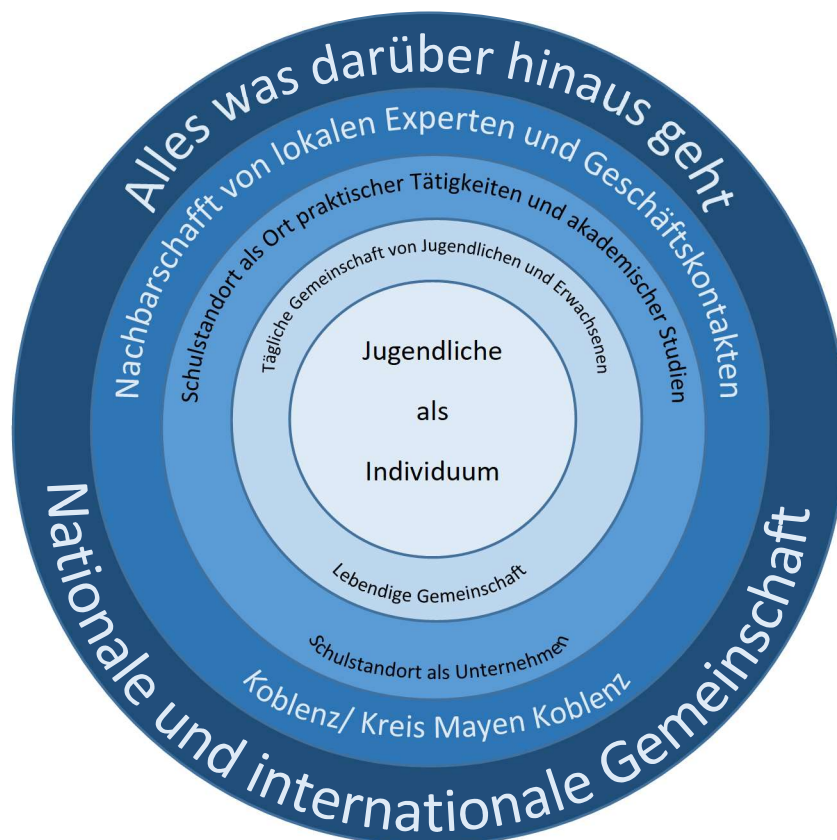 Alles was darüber hinaus geht
Nachbarschafft von lokalen Experten und Geschäftskontakten
Schulstandort als Ort praktischer Tätigkeiten und akademischer Studien
Tägliche Gemeinschaft von Jugendlichen und Erwachsenen
Jugendliche
als
Individuum
Lebendige Gemeinschaft
Schulstandort als Unternehmen
Koblenz/ Kreis Mayen Koblenz
Nationale und internationale Gemeinschaft